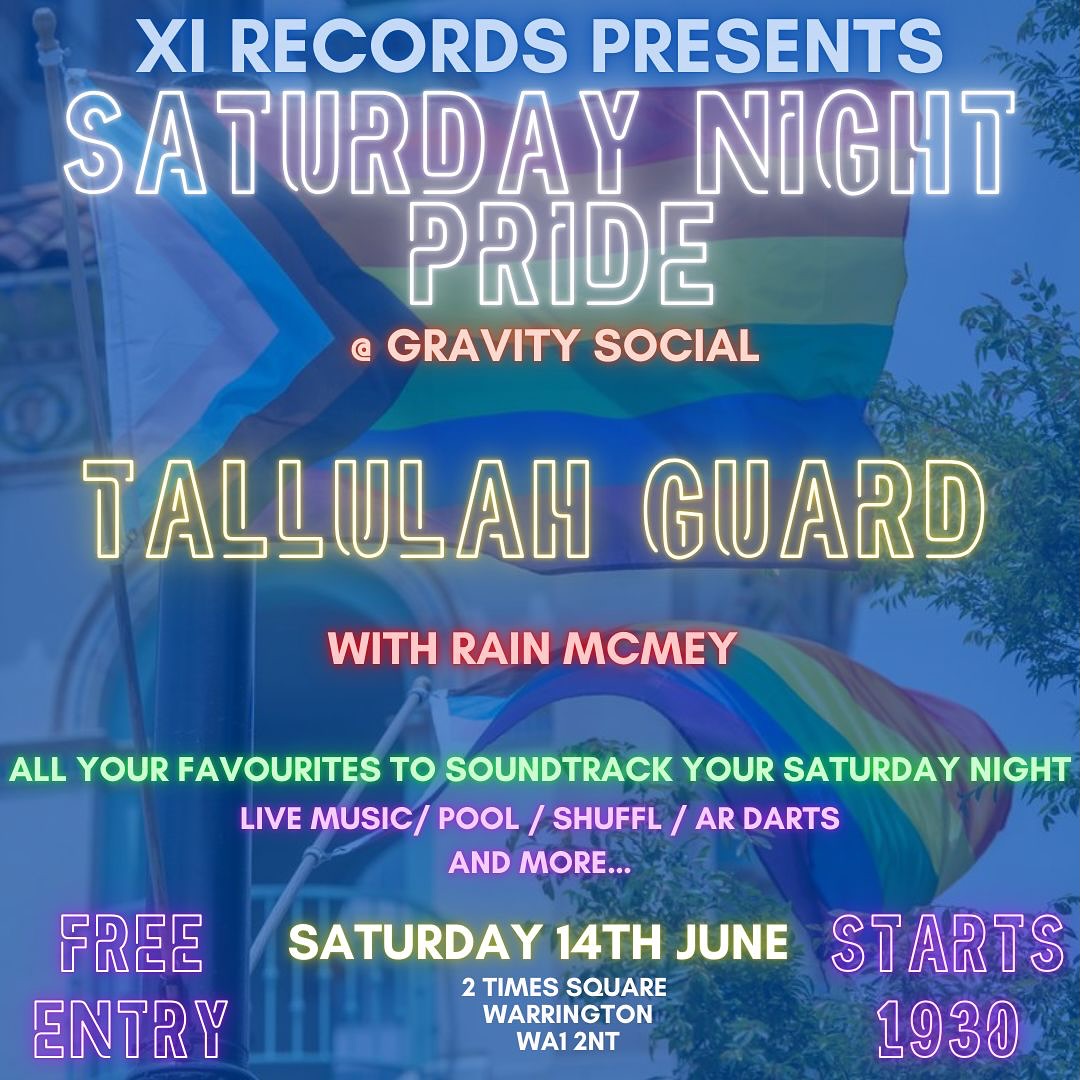 XI RECORDS PRESENTS
SATURDAY NIGHT
PRIDE
@ GRAVITY SOCIAL
TALLULAH GUARD
WITH RAIN MCMEY
ALL YOUR FAVOURITES TO SOUNDTRACK YOUR SATURDAY NIGHT
LIVE MUSIC/ POOL / SHUFFL / AR DARTS
AND MORE...
FREE
ENTRY
SATURDAY 14TH JUNE
2 TIMES SQUARE
WARRINGTON
WA1 2NT
STARTS
1930